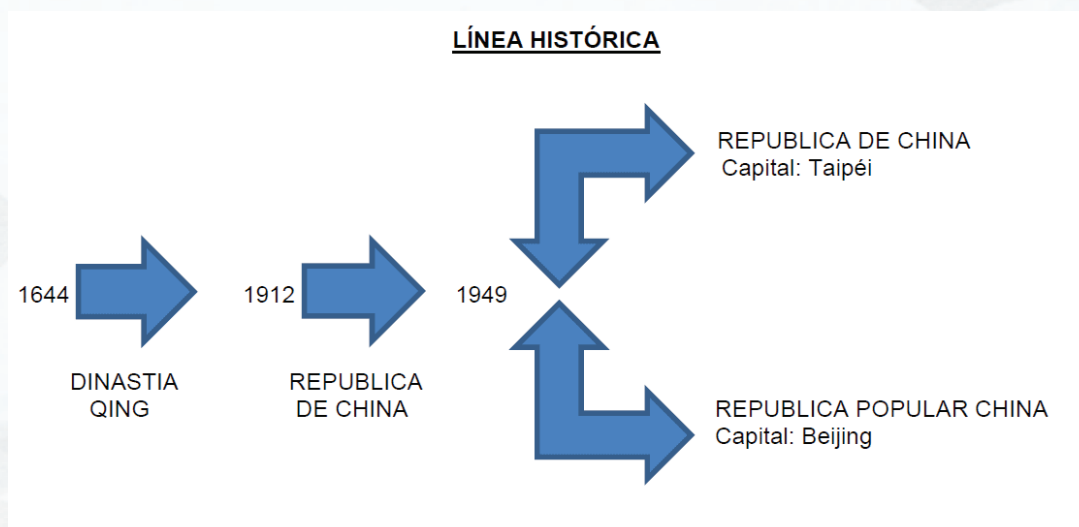 LÍNEA HISTÓRICA
REPUBLICA DE CHINA
Capital: Taipéi
1644
1912
1949
DINASTIA
QING
REPUBLICA
DE CHINA
REPUBLICA POPULAR CHINA
Capital: Beijing